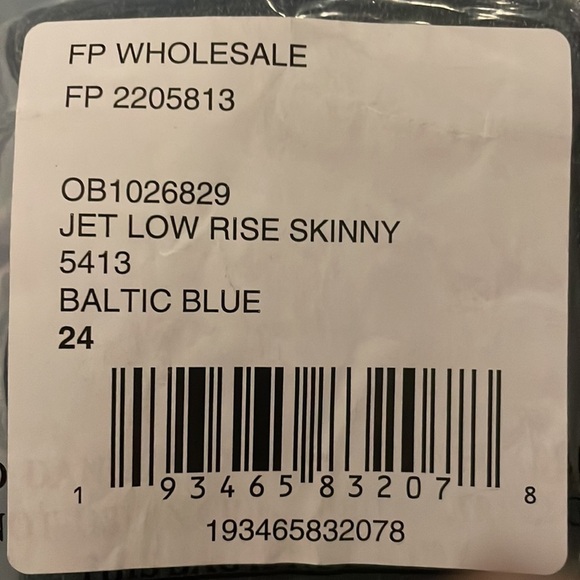 FP WHOLESALE
FP 2205813
OB1026829
JET LOW RISE SKINNY
5413
BALTIC BLUE
24
1 93465 83207 8
193465832078